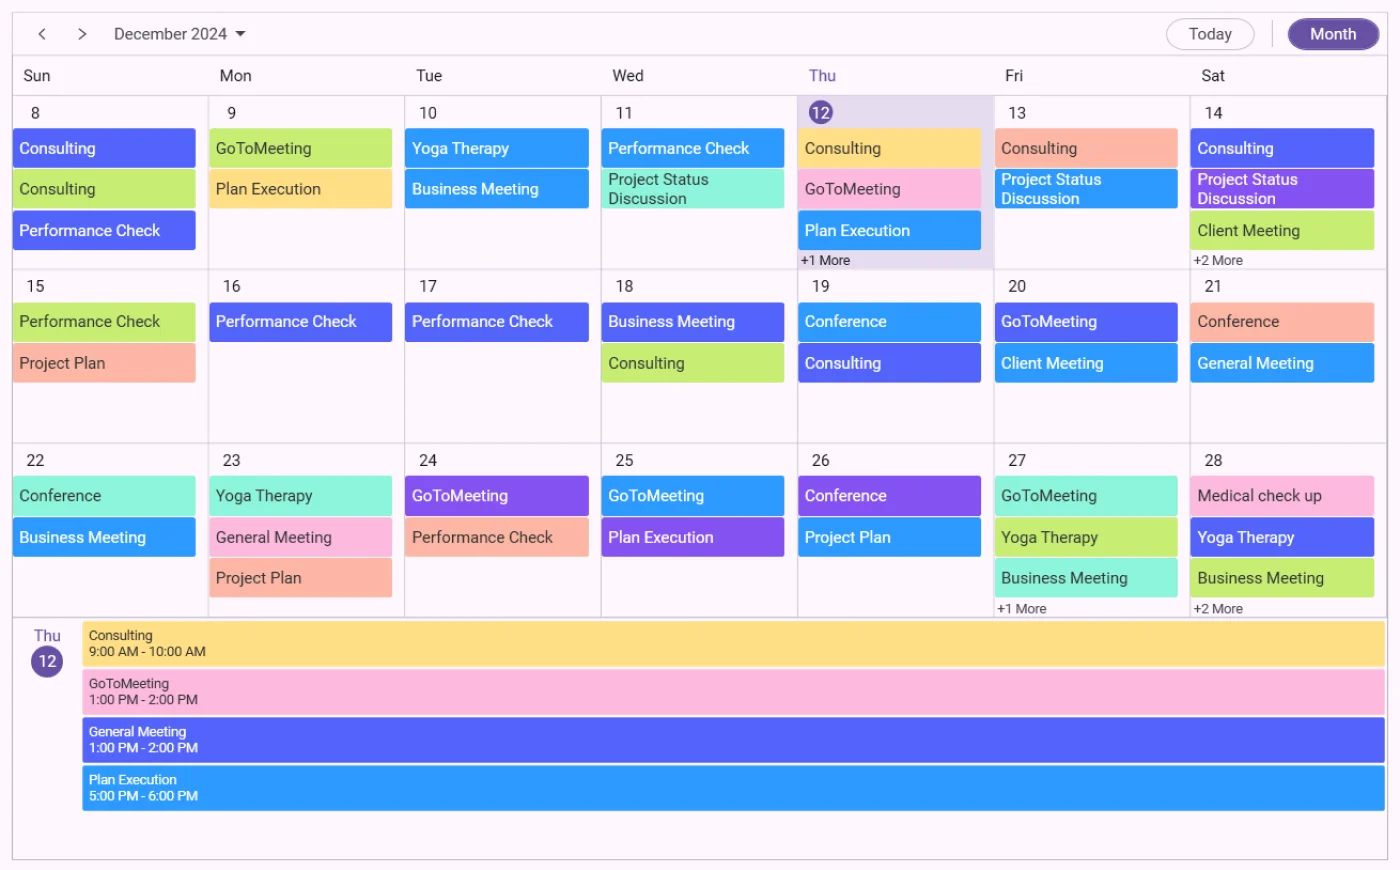 December 2024
Today
Month
Sun Mon Tue Wed Thu Fri Sat
8 9 10 11 12 13 14
Consulting GoToMeeting Yoga Therapy Performance Check Consulting Consulting Consulting
Consulting Plan Execution Business Meeting Project Status Discussion GoToMeeting Project Status Discussion Project Status Discussion
Performance Check Plan Execution Client Meeting
+1 More +2 More
15 16 17 18 19 20 21
Performance Check Performance Check Performance Check Business Meeting Conference GoToMeeting Conference
Project Plan Consulting Consulting Client Meeting General Meeting
22 23 24 25 26 27 28
Conference Yoga Therapy GoToMeeting GoToMeeting Conference GoToMeeting Medical check up
Business Meeting General Meeting Performance Check Plan Execution Project Plan Yoga Therapy Yoga Therapy
Project Plan Business Meeting Business Meeting
+1 More +2 More
Thu
12
Consulting
9:00 AM - 10:00 AM
GoToMeeting
1:00 PM - 2:00 PM
General Meeting
1:00 PM - 2:00 PM
Plan Execution
5:00 PM - 6:00 PM